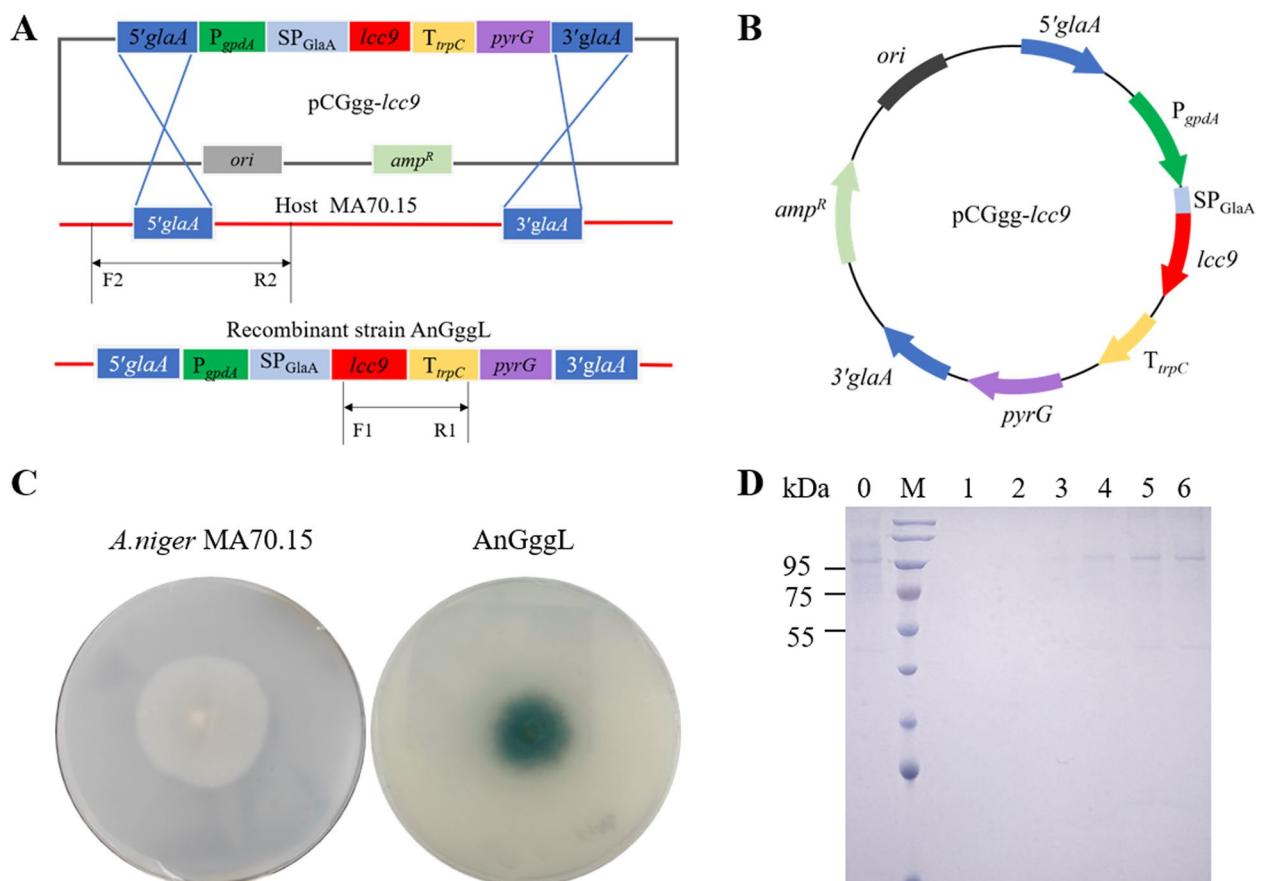 A
5'glaA PgpdA SPGlaA lcc9 TtrpC pyrG 3'glaA
pCGgg-lcc9
ori ampR
Host MA70.15
5'glaA 3'glaA
F2 R2
Recombinant strain AnGggL
5'glaA PgpdA SPGlaA lcc9 TtrpC pyrG 3'glaA
F1 R1
B
5'glaA
ori
PgpdA
SPGlaA
ampR
pCGgg-lcc9
lcc9
TtrpC
3'glaA
pyrG
C
A.niger MA70.15 AnGggL
D kDa 0 M 1 2 3 4 5 6
95
75
55